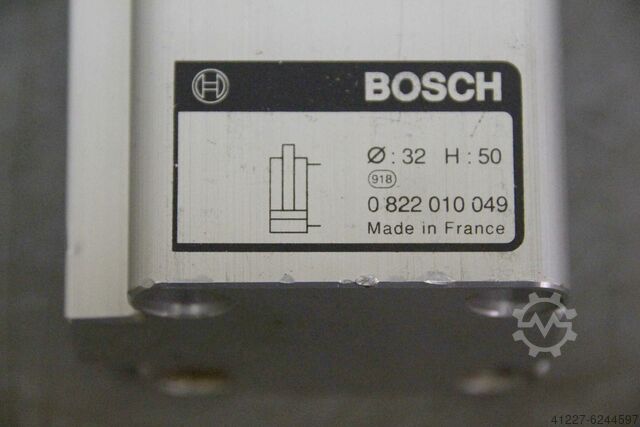 BOSCH
Ø : 32 H : 50
918
0 822 010 049
Made in France
41227-6244597